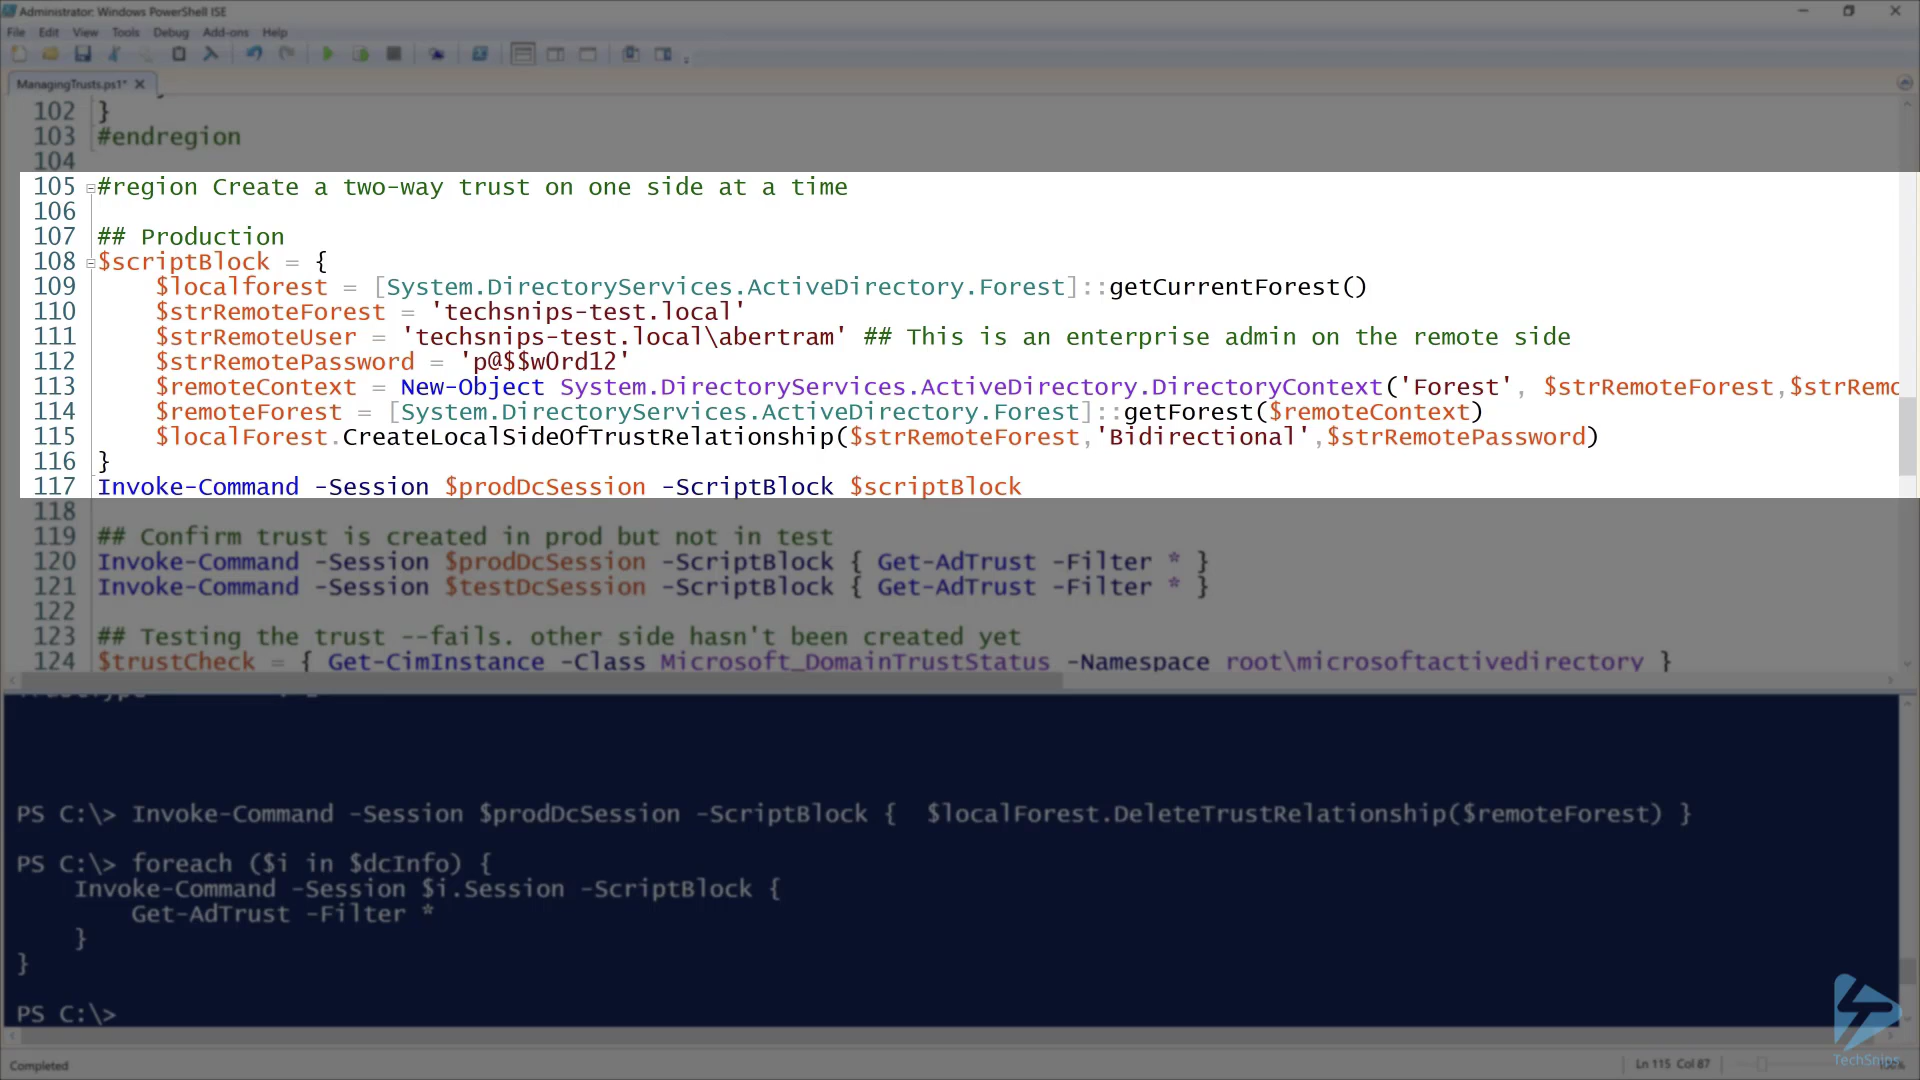 Administrator: Windows PowerShell ISE
File Edit View Tools Debug Add-ons Help
ManagingTrusts.ps1*
102 }
103 #endregion
104
105 #region Create a two-way trust on one side at a time
106
107 ## Production
108 $scriptBlock = {
109 $localforest = [System.DirectoryServices.ActiveDirectory.Forest]::getCurrentForest()
110 $strRemoteForest = 'techsnips-test.local'
111 $strRemoteUser = 'techsnips-test.local\abertram' ## This is an enterprise admin on the remote side
112 $strRemotePassword = 'p@$$w0rd12'
113 $remoteContext = New-Object System.DirectoryServices.ActiveDirectory.DirectoryContext('Forest', $strRemoteForest,$strRemo
114 $remoteForest = [System.DirectoryServices.ActiveDirectory.Forest]::getForest($remoteContext)
115 $localForest.CreateLocalSideOfTrustRelationship($strRemoteForest,'Bidirectional',$strRemotePassword)
116 }
117 Invoke-Command -Session $prodDcSession -ScriptBlock $scriptBlock
118
119 ## Confirm trust is created in prod but not in test
120 Invoke-Command -Session $prodDcSession -ScriptBlock { Get-AdTrust -Filter * }
121 Invoke-Command -Session $testDcSession -ScriptBlock { Get-AdTrust -Filter * }
122
123 ## Testing the trust --fails. other side hasn't been created yet
124 $trustCheck = { Get-CimInstance -Class Microsoft_DomainTrustStatus -Namespace root\microsoftactivedirectory }
PS C:\> Invoke-Command -Session $prodDcSession -ScriptBlock {  $localForest.DeleteTrustRelationship($remoteForest) }
PS C:\> foreach ($i in $dcInfo) {
Invoke-Command -Session $i.Session -ScriptBlock {
Get-AdTrust -Filter *
}
}
PS C:\>
TechSnips
Completed
Ln 115 Col 87